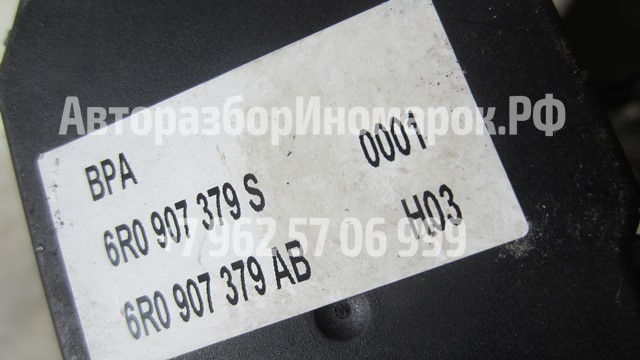 АвторазборИномарок.РФ
BPA 0001
6R0 907 379 S H03
+7 962 57 06 999
6R0 907 379 AB